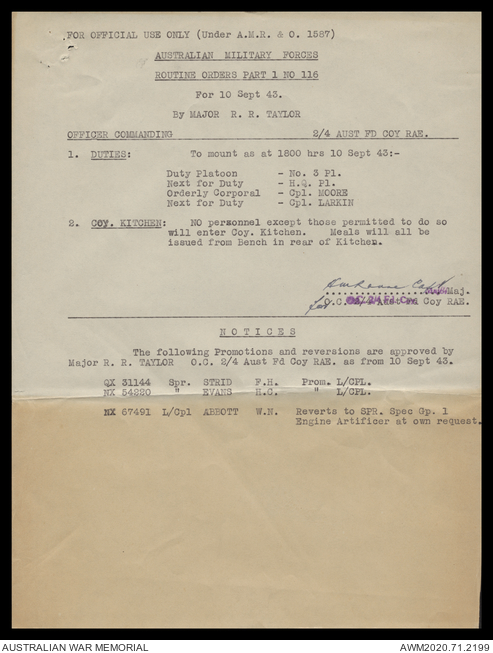 FOR OFFICIAL USE ONLY (Under A.M.R. & O. 1587)
AUSTRALIAN MILITARY FORCES
ROUTINE ORDERS PART 1 NO 116
For 10 Sept 43.
By MAJOR R. R. TAYLOR
OFFICER COMMANDING 2/4 AUST FD COY RAE.
1. DUTIES: To mount as at 1800 hrs 10 Sept 43:-
Duty Platoon - No. 3 Pl.
Next for Duty - H.Q. Pl.
Orderly Corporal - Cpl. MOORE
Next for Duty - Cpl. LARKIN
2. COY. KITCHEN: NO personnel except those permitted to do so
will enter Coy. Kitchen. Meals will all be
issued from Bench in rear of Kitchen.
Capt
Maj.
for O.C. Aust Fd Coy RAE.
NOTICES
The following Promotions and reversions are approved by
Major R. R. TAYLOR O.C. 2/4 Aust Fd Coy RAE. as from 10 Sept 43.
QX 31144 Spr. STRID F.H. Prom. L/CPL.
NX 54220 " EVANS H.C. " L/CPL.
NX 67491 L/Cpl ABBOTT W.N. Reverts to SPR. Spec Gp. 1
Engine Artificer at own request.
AUSTRALIAN WAR MEMORIAL AWM2020.71.2199